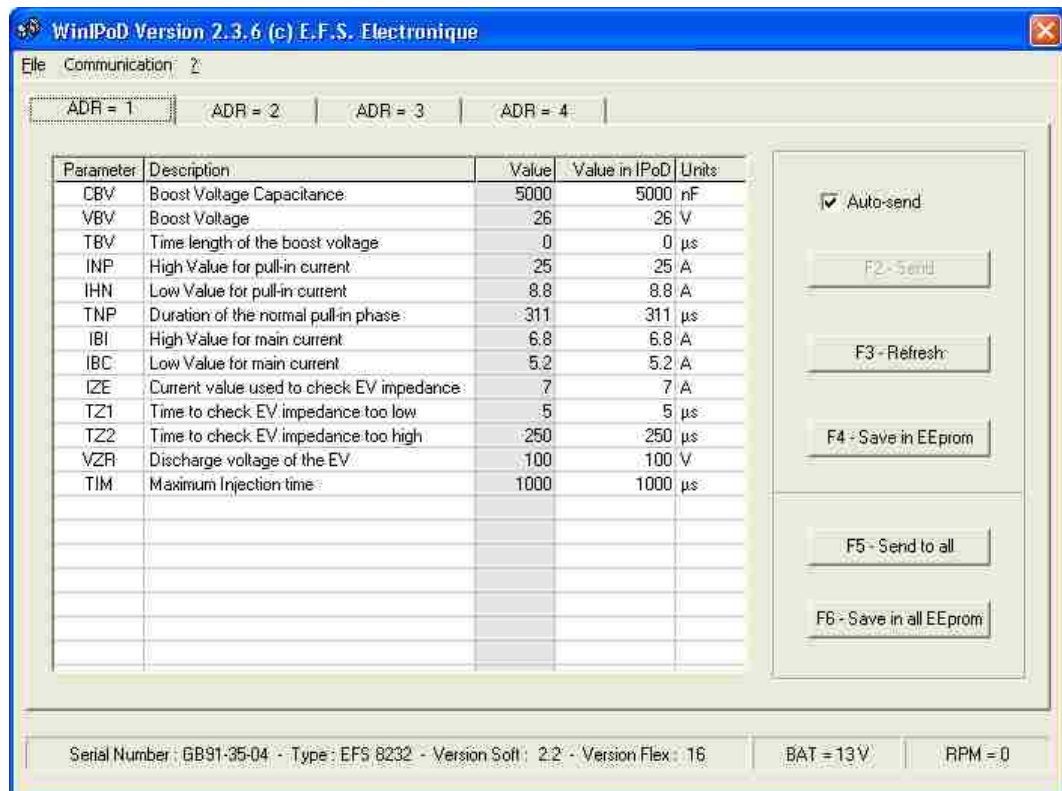 WinIPoD Version 2.3.6 (c) E.F.S. Electronique
File Communication ?
ADR = 1 ADR = 2 ADR = 3 ADR = 4
Parameter Description Value Value in IPoD Units
CBV Boost Voltage Capacitance 5000 5000 nF
VBV Boost Voltage 26 26 V
TBV Time length of the boost voltage 0 0 µs
INP High Value for pull-in current 25 25 A
IHN Low Value for pull-in current 8.8 8.8 A
TNP Duration of the normal pull-in phase 311 311 µs
IBI High Value for main current 6.8 6.8 A
IBC Low Value for main current 5.2 5.2 A
IZE Current value used to check EV impedance 7 7 A
TZ1 Time to check EV impedance too low 5 5 µs
TZ2 Time to check EV impedance too high 250 250 µs
VZR Discharge voltage of the EV 100 100 V
TIM Maximum Injection time 1000 1000 µs
Auto-send
F2 - Send
F3 - Refresh
F4 - Save in EEprom
F5 - Send to all
F6 - Save in all EEprom
Serial Number : GB91-35-04 - Type : EFS 8232 - Version Soft : 2.2 - Version Flex : 16 BAT = 13 V RPM = 0